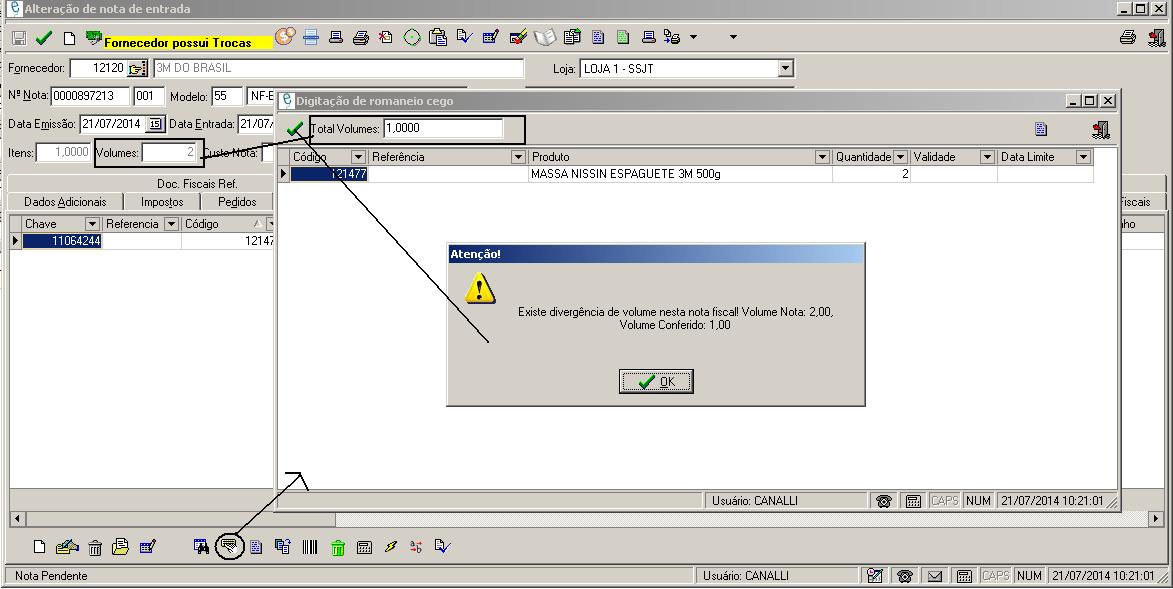 Alteração de nota de entrada
Fornecedor possui Trocas
Fornecedor: 12120 3M DO BRASIL Loja: LOJA 1 - SSJT
Nº Nota: 0000897213 001 Modelo: 55 NF-E
Data Emissão: 21/07/2014 15 Data Entrada: 21/07/
Itens: 1,0000 Volumes: 2 Custo Nota:
Doc. Fiscais Ref.
Dados Adicionais Impostos Pedidos
Chave Referencia Código
11064244 12147
Digitação de romaneio cego
Total Volumes: 1,0000
Código Referência Produto Quantidade Validade Data Limite
121477 MASSA NISSIN ESPAGUETE 3M 500g 2
Atenção!
Existe divergência de volume nesta nota fiscal! Volume Nota: 2,00,
Volume Conferido: 1,00
OK
Usuário: CANALLI CAPS NUM 21/07/2014 10:21:01
Nota Pendente Usuário: CANALLI CAPS NUM 21/07/2014 10:21:01